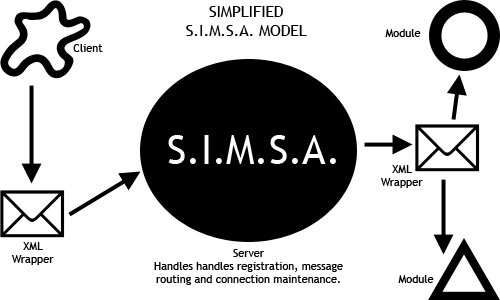 SIMPLIFIED
S.I.M.S.A. MODEL
Client
Module
S.I.M.S.A.
XML
Wrapper
XML
Wrapper
Server
Handles handles registration, message
routing and connection maintenance.
Module